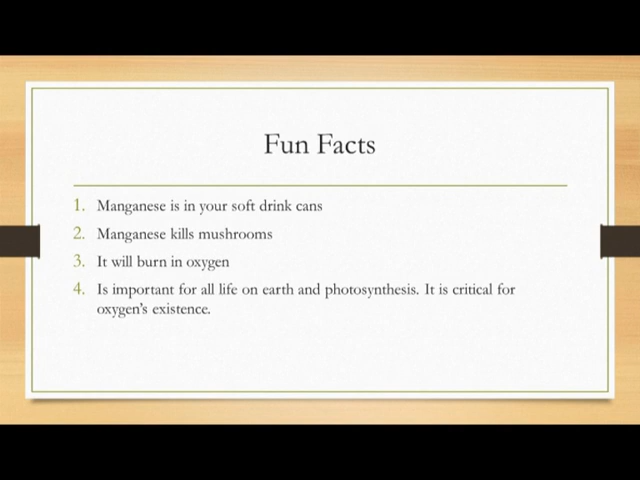 Fun Facts
1. Manganese is in your soft drink cans
2. Manganese kills mushrooms
3. It will burn in oxygen
4. Is important for all life on earth and photosynthesis. It is critical for
oxygen's existence.